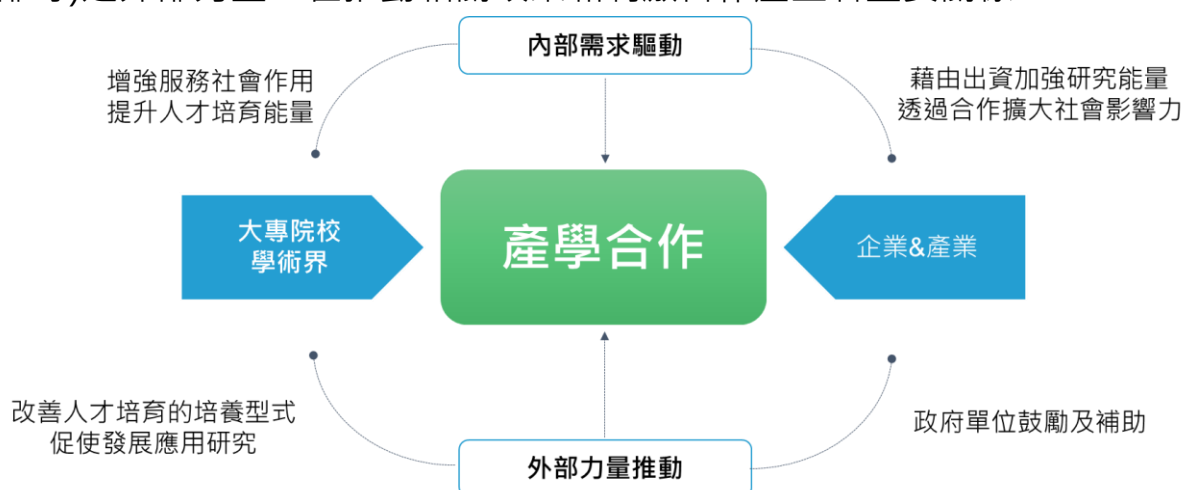 內部需求驅動
增強服務社會作用
提升人才培育能量
藉由出資加強研究能量
透過合作擴大社會影響力
大專院校
學術界
產學合作
企業&產業
改善人才培育的培養型式
促使發展應用研究
政府單位鼓勵及補助
外部力量推動